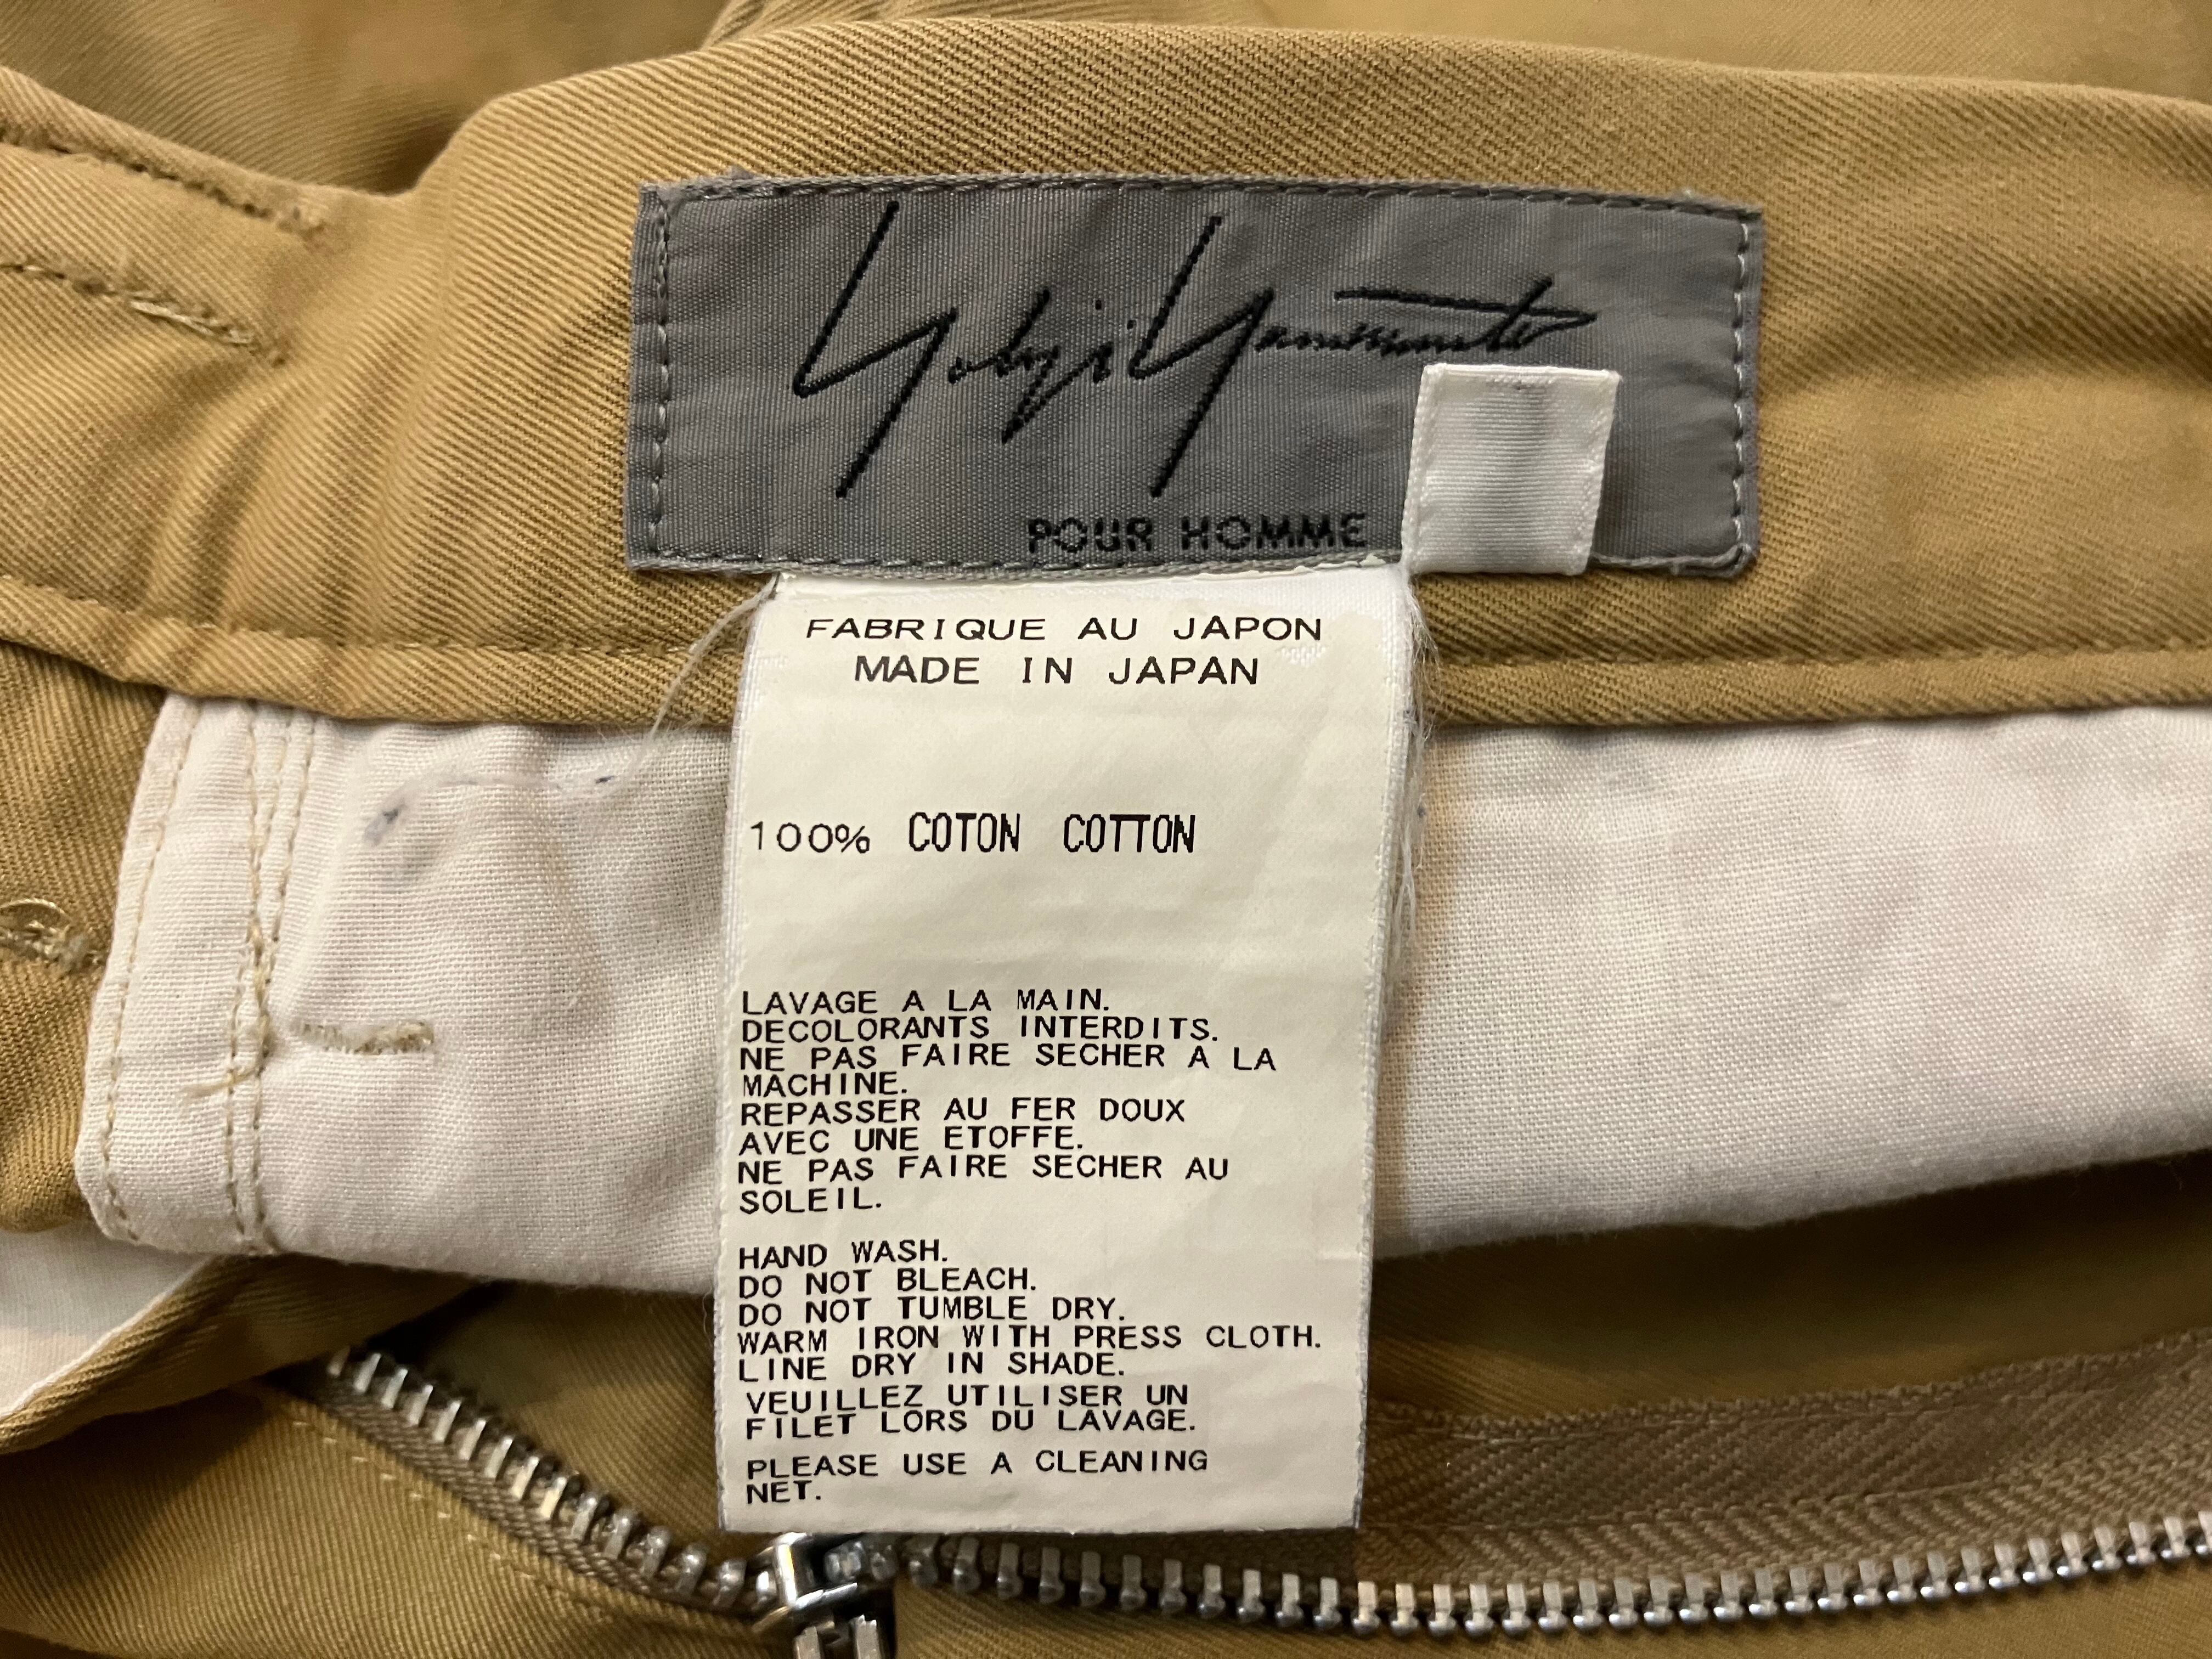 Yohji Yamamoto
POUR HOMME
FABRIQUE AU JAPON
MADE IN JAPAN
100% COTON COTTON
LAVAGE A LA MAIN.
DECOLORANTS INTERDITS.
NE PAS FAIRE SECHER A LA
MACHINE.
REPASSER AU FER DOUX
AVEC UNE ETOFFE.
NE PAS FAIRE SECHER AU
SOLEIL.
HAND WASH.
DO NOT BLEACH.
DO NOT TUMBLE DRY.
WARM IRON WITH PRESS CLOTH.
LINE DRY IN SHADE.
VEUILLEZ UTILISER UN
FILET LORS DU LAVAGE.
PLEASE USE A CLEANING
NET.